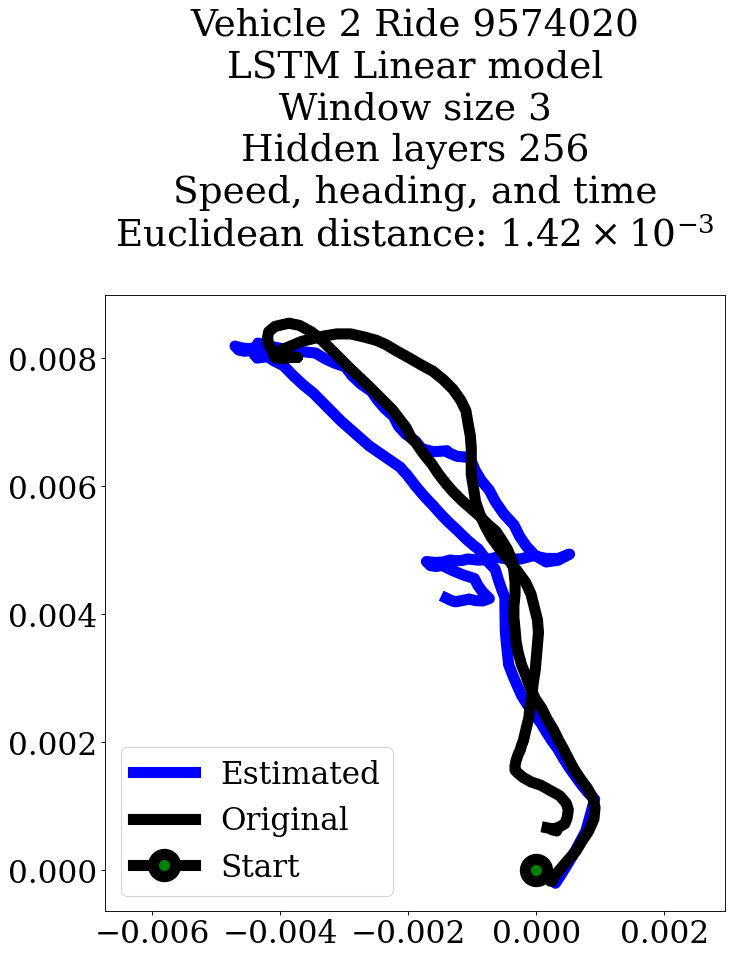 Vehicle 2 Ride 9574020
LSTM Linear model
Window size 3
Hidden layers 256
Speed, heading, and time
Euclidean distance: 1.42 × 10⁻³
0.008
0.006
0.004
0.002
0.000
Estimated
Original
Start
−0.006 −0.004 −0.002 0.000 0.002